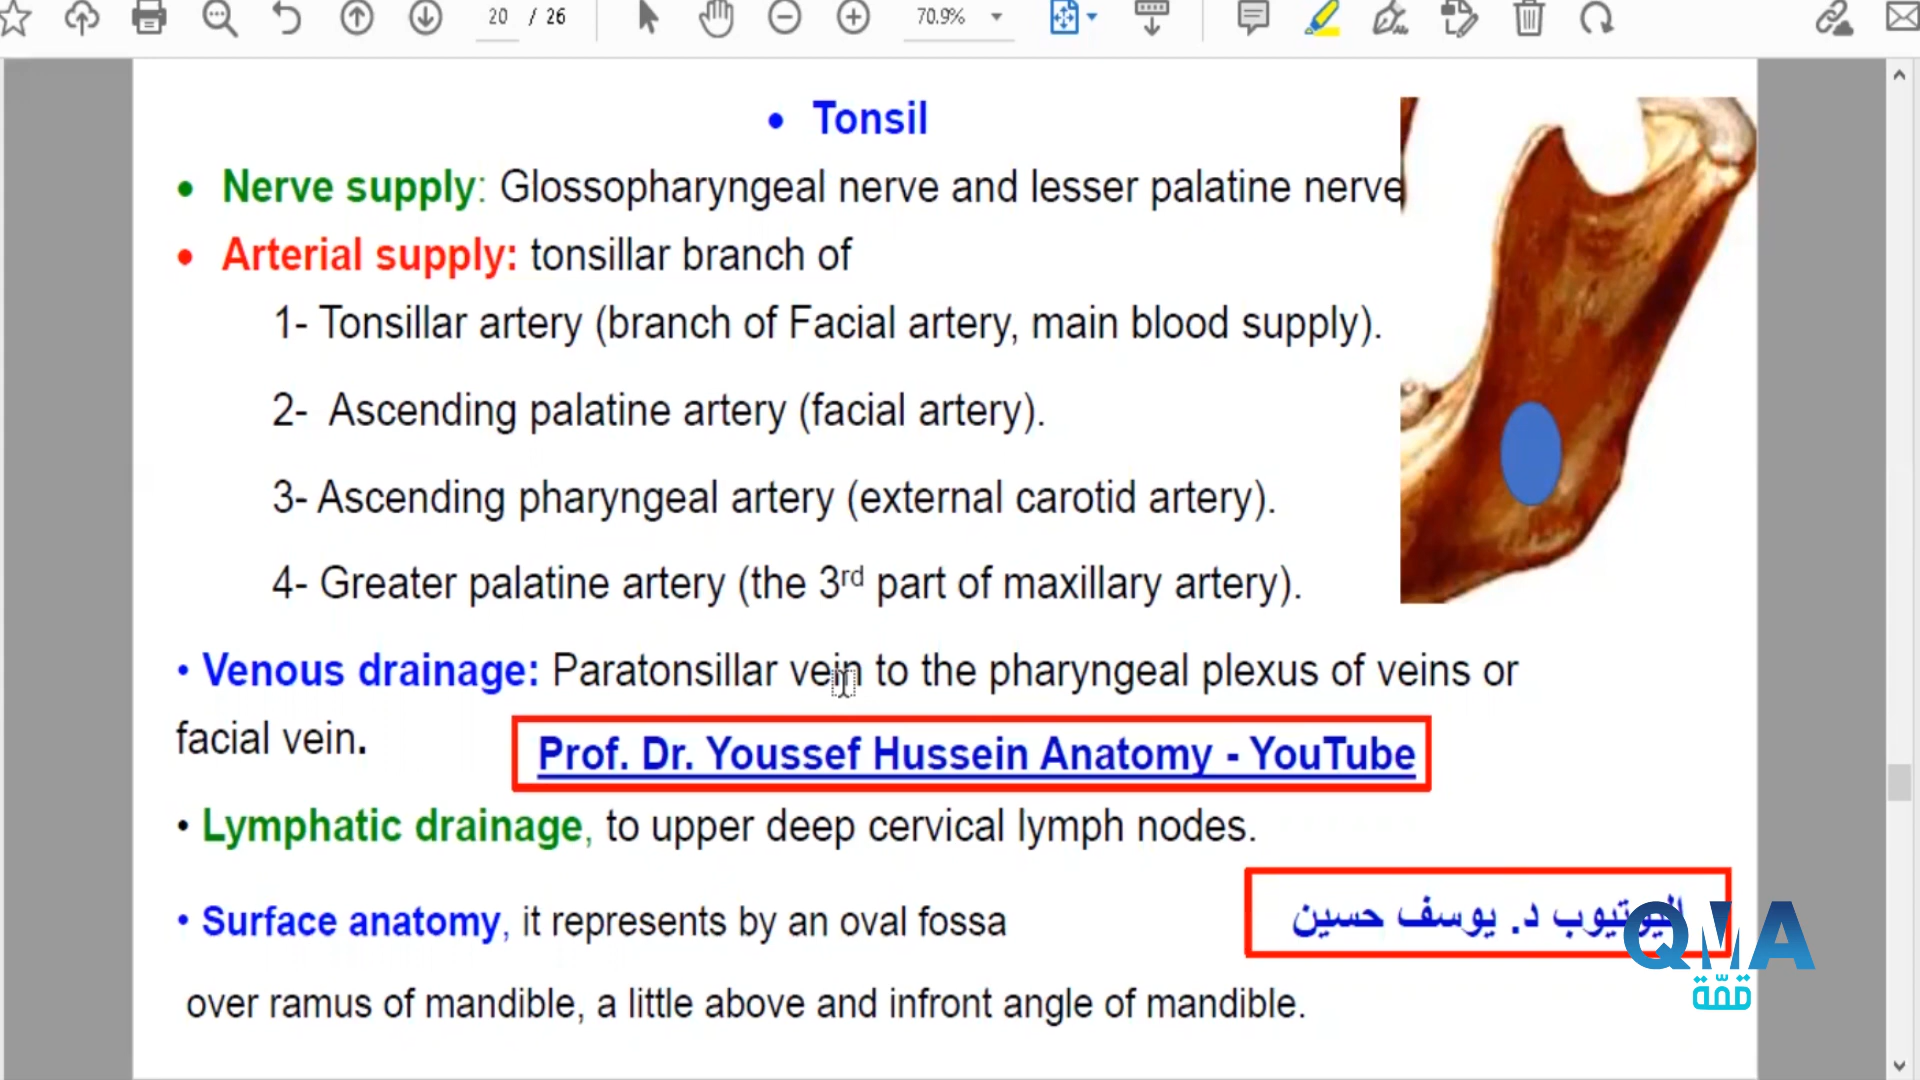 20 / 26
70.9%
• Tonsil
• Nerve supply: Glossopharyngeal nerve and lesser palatine nerve
• Arterial supply: tonsillar branch of
1- Tonsillar artery (branch of Facial artery, main blood supply).
2- Ascending palatine artery (facial artery).
3- Ascending pharyngeal artery (external carotid artery).
4- Greater palatine artery (the 3rd part of maxillary artery).
• Venous drainage: Paratonsillar vein to the pharyngeal plexus of veins or
facial vein.
Prof. Dr. Youssef Hussein Anatomy - YouTube
• Lymphatic drainage, to upper deep cervical lymph nodes.
اليوتيوب د. يوسف حسين
• Surface anatomy, it represents by an oval fossa
QMA
قمّة
over ramus of mandible, a little above and infront angle of mandible.